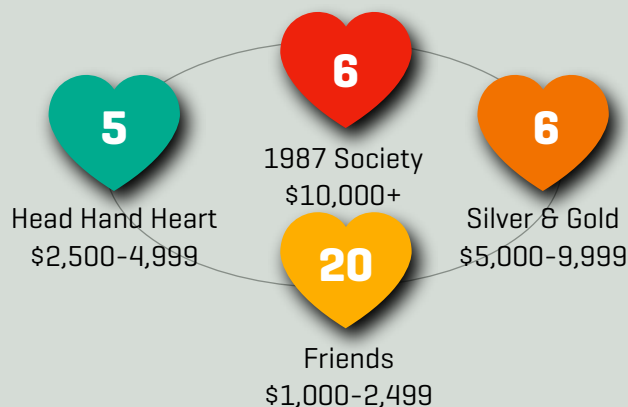 6
1987 Society
$10,000+
5
Head Hand Heart
$2,500-4,999
6
Silver & Gold
$5,000-9,999
20
Friends
$1,000-2,499